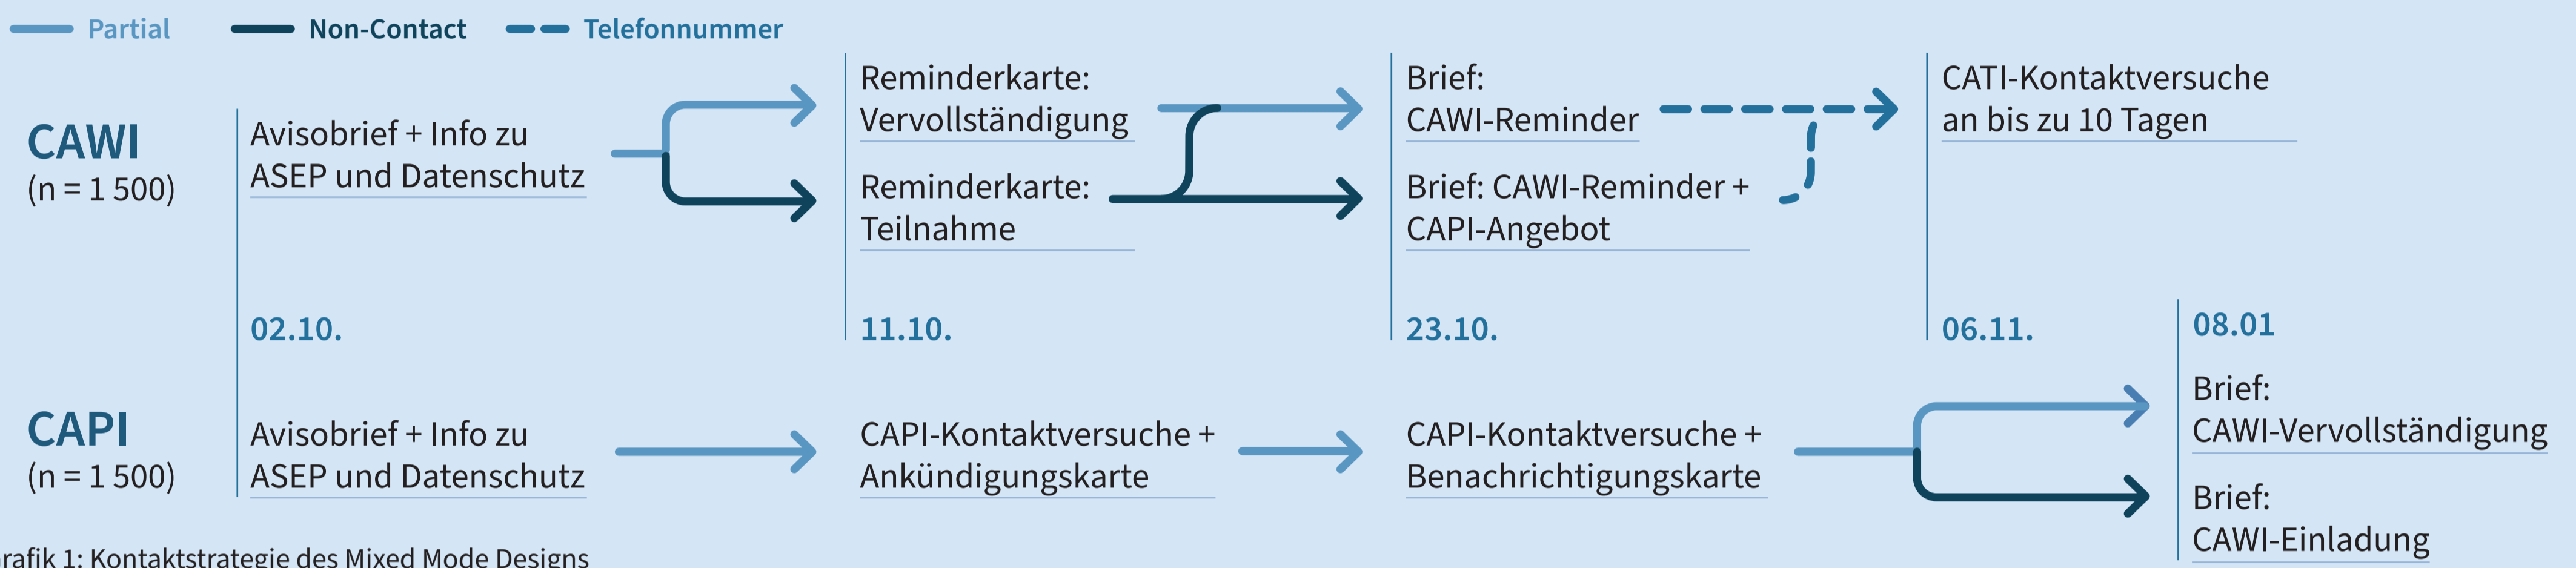 Partial
Non-Contact
Telefonnummer
CAWI
(n = 1 500)
Avisobrief + Info zu
ASEP und Datenschutz
Reminderkarte:
Vervollständigung
Reminderkarte:
Teilnahme
Brief:
CAWI-Reminder
Brief: CAWI-Reminder +
CAPI-Angebot
CATI-Kontaktversuche
an bis zu 10 Tagen
02.10.
11.10.
23.10.
06.11.
08.01
CAPI
(n = 1 500)
Avisobrief + Info zu
ASEP und Datenschutz
CAPI-Kontaktversuche +
Ankündigungskarte
CAPI-Kontaktversuche +
Benachrichtigungskarte
Brief:
CAWI-Vervollständigung
Brief:
CAWI-Einladung
rafik 1: Kontaktstrategie des Mixed Mode Designs